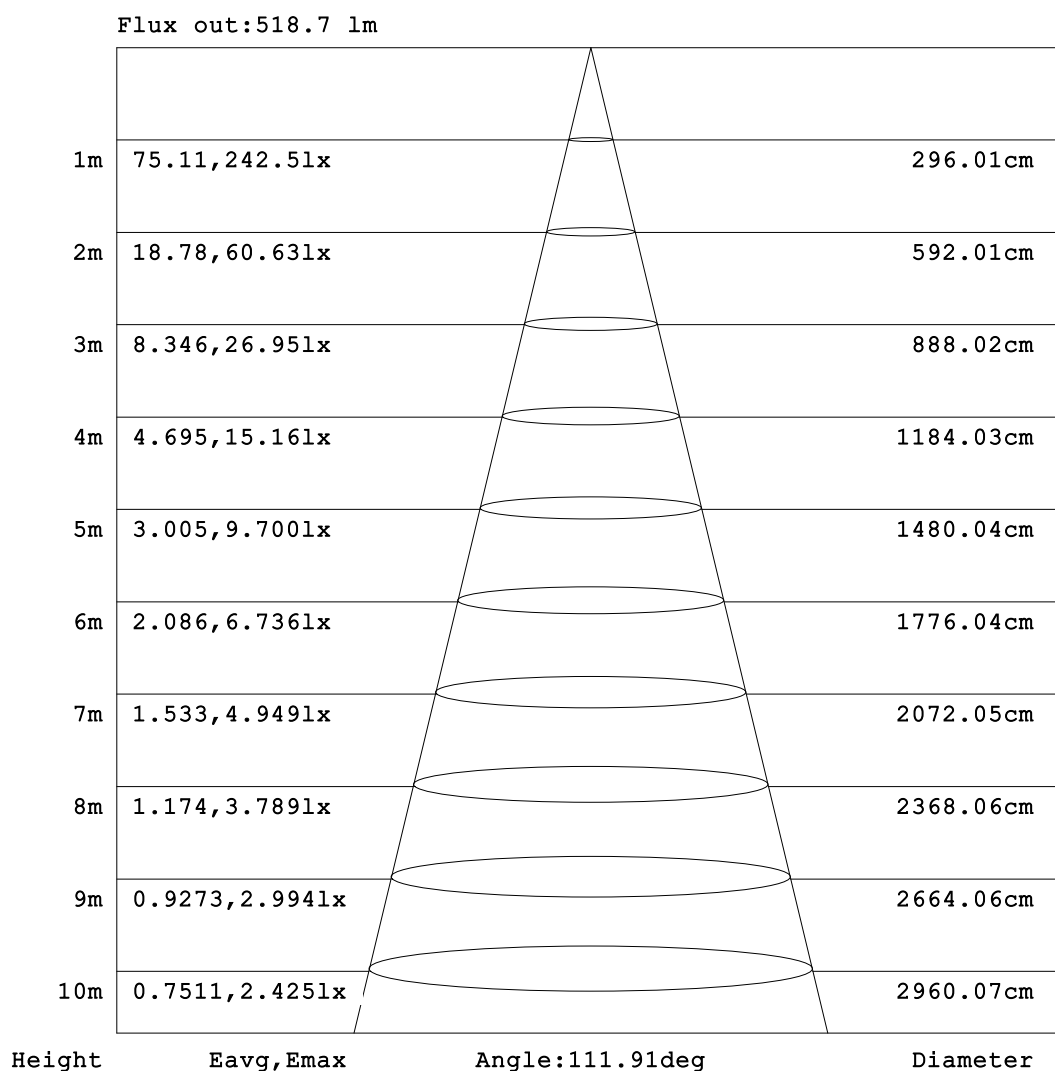 Flux out:518.7 lm
1m 75.11,242.5lx 296.01cm
2m 18.78,60.63lx 592.01cm
3m 8.346,26.95lx 888.02cm
4m 4.695,15.16lx 1184.03cm
5m 3.005,9.700lx 1480.04cm
6m 2.086,6.736lx 1776.04cm
7m 1.533,4.949lx 2072.05cm
8m 1.174,3.789lx 2368.06cm
9m 0.9273,2.994lx 2664.06cm
10m 0.7511,2.425lx 2960.07cm
Height Eavg,Emax Angle:111.91deg Diameter